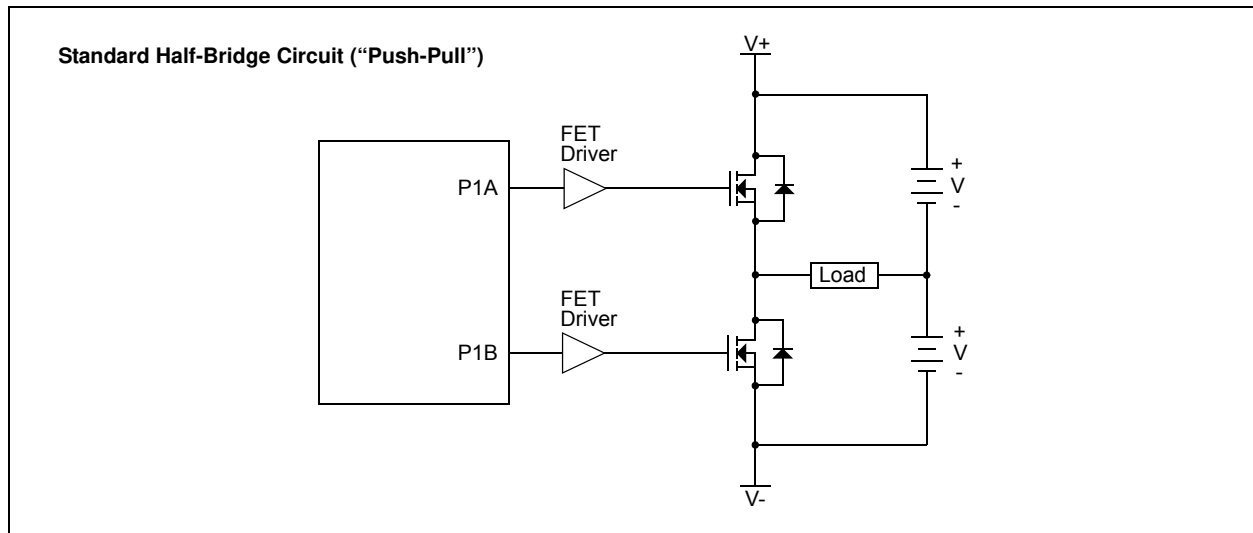 Standard Half-Bridge Circuit (“Push-Pull”)
V+
FET
Driver
P1A
+
V
-
Load
FET
Driver
P1B
+
V
-
V-